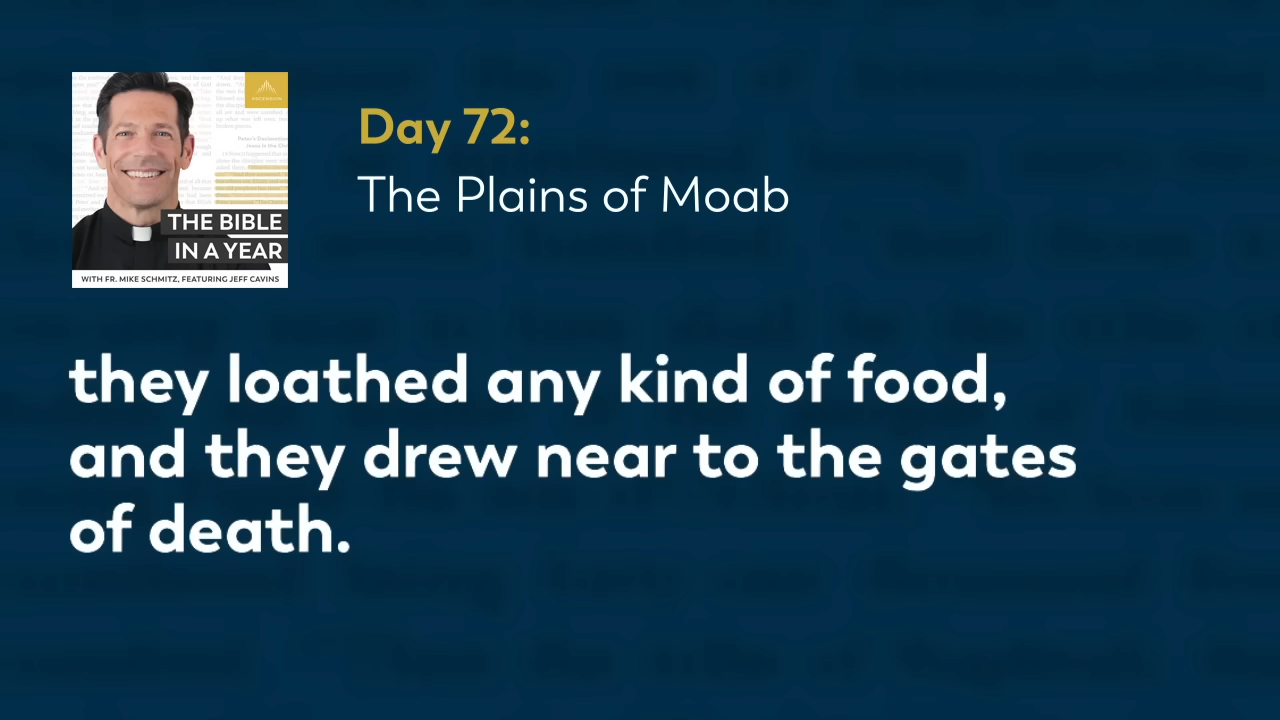 Day 72:
The Plains of Moab
ASCENSION
THE BIBLE
IN A YEAR
WITH FR. MIKE SCHMITZ, FEATURING JEFF CAVINS
they loathed any kind of food,
and they drew near to the gates
of death.